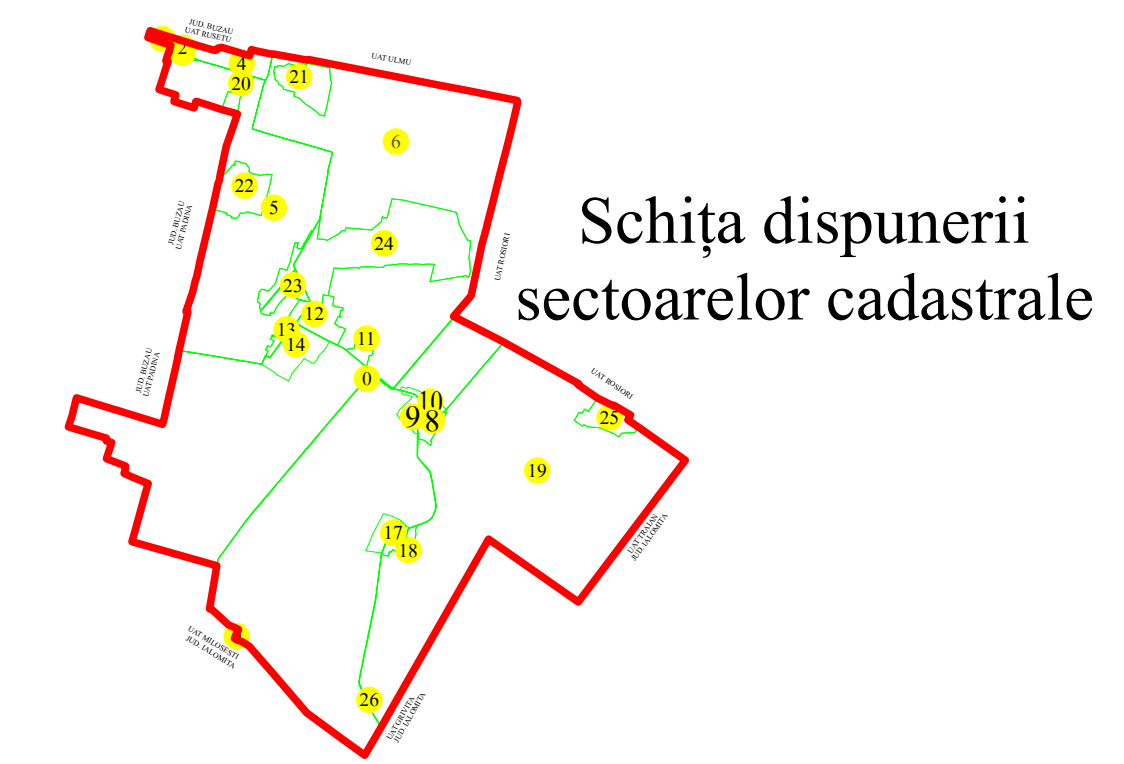 JUD. BUZAU
UAT RUSETU
UAT ULMU
2
4
20
21
6
22
5
JUD. BUZAU
UAT PADINA
24
UAT ROSIORI
Schița dispunerii
sectoarelor cadastrale
23
12
13
14
11
0
JUD. BUZAU
UAT PADINA
UAT ROSIORI
10
9
8
25
19
17
18
UAT TRAIAN
JUD. IALOMITA
UAT MILOSESTI
JUD. IALOMITA
26
UAT GRIVITA
JUD. IALOMITA